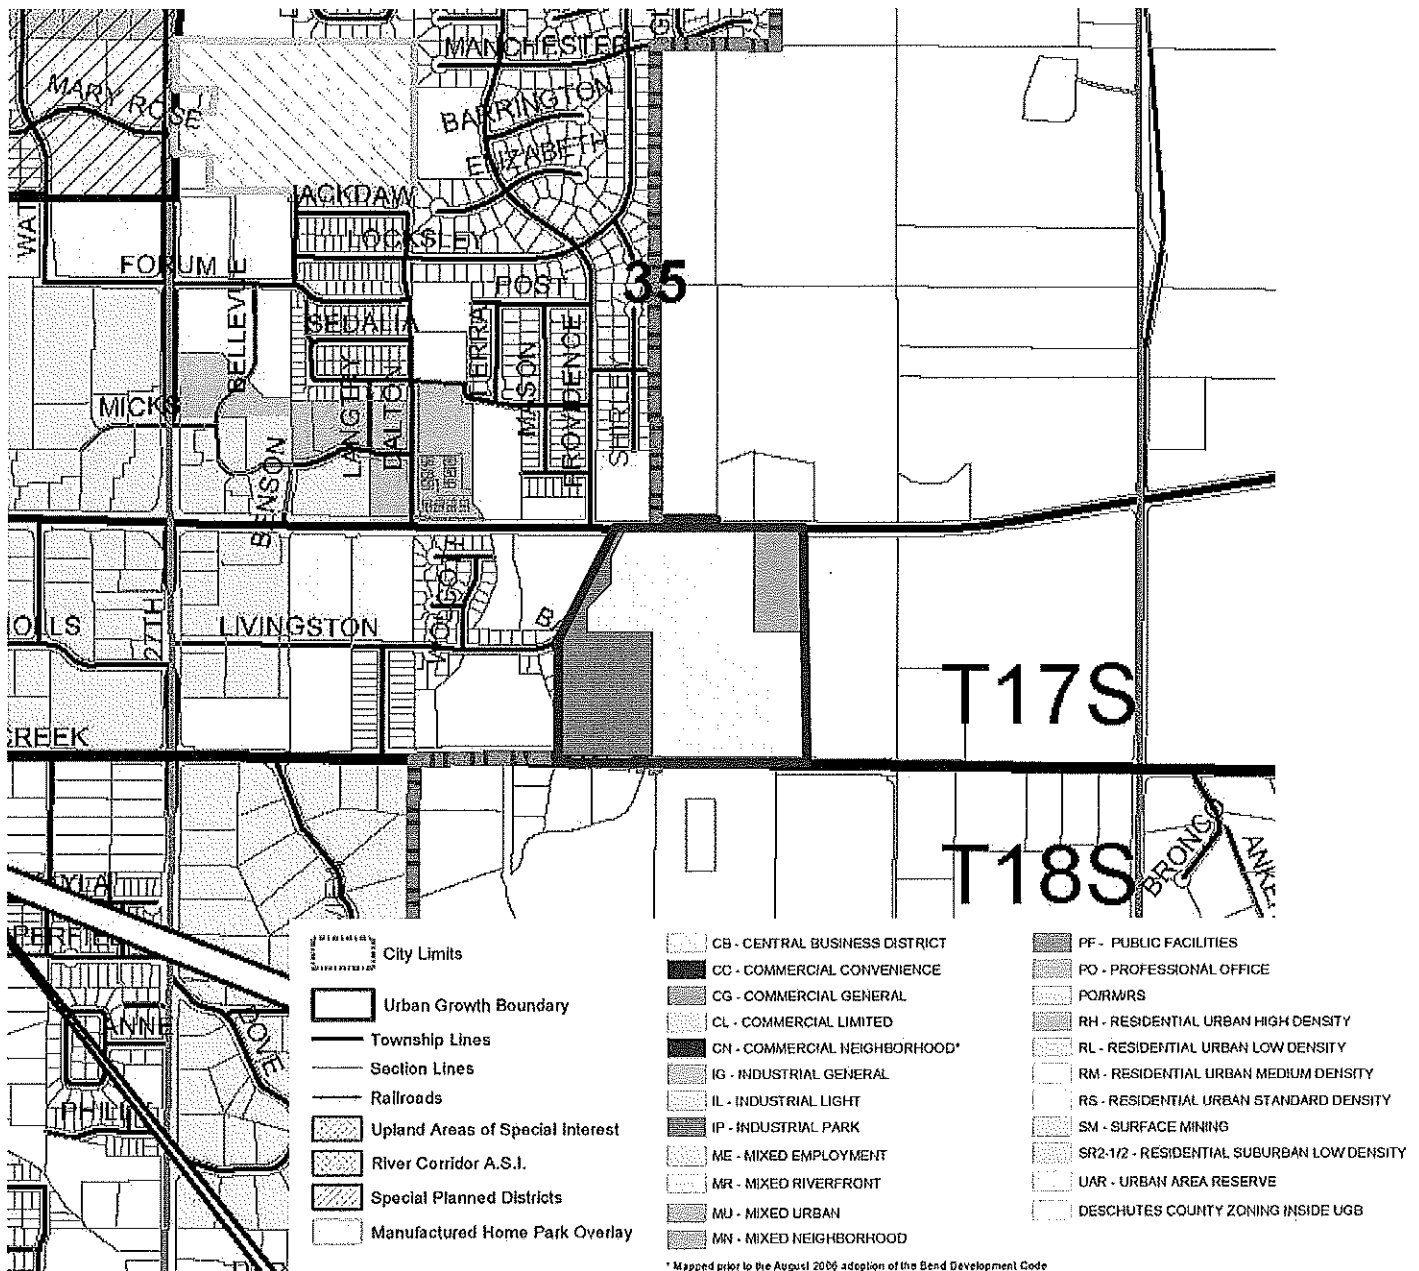 MANCHESTER
MARY ROSE
BARRINGTON
ELIZABETH
JACKDAW
LOCKSLEY
FORUM
35
POST
BELLEVUE
SEDALIA
MASON
PROVIDENCE
SHIRLEY
MICKS
LANGLEY
DALTON
BENSON
27TH
LIVINGSTON
B
CREEK
T17S
T18S
BRONCO
ANNE
DOVE
City Limits
Urban Growth Boundary
Township Lines
Section Lines
Railroads
Upland Areas of Special Interest
River Corridor A.S.I.
Special Planned Districts
Manufactured Home Park Overlay
CB - CENTRAL BUSINESS DISTRICT
CC - COMMERCIAL CONVENIENCE
CG - COMMERCIAL GENERAL
CL - COMMERCIAL LIMITED
CN - COMMERCIAL NEIGHBORHOOD*
IG - INDUSTRIAL GENERAL
IL - INDUSTRIAL LIGHT
IP - INDUSTRIAL PARK
ME - MIXED EMPLOYMENT
MR - MIXED RIVERFRONT
MU - MIXED URBAN
MN - MIXED NEIGHBORHOOD
PF - PUBLIC FACILITIES
PO - PROFESSIONAL OFFICE
PO/RM/RS
RH - RESIDENTIAL URBAN HIGH DENSITY
RL - RESIDENTIAL URBAN LOW DENSITY
RM - RESIDENTIAL URBAN MEDIUM DENSITY
RS - RESIDENTIAL URBAN STANDARD DENSITY
SM - SURFACE MINING
SR2-1/2 - RESIDENTIAL SUBURBAN LOW DENSITY
UAR - URBAN AREA RESERVE
DESCHUTES COUNTY ZONING INSIDE UGB
* Mapped prior to the August 2006 adoption of the Bend Development Code